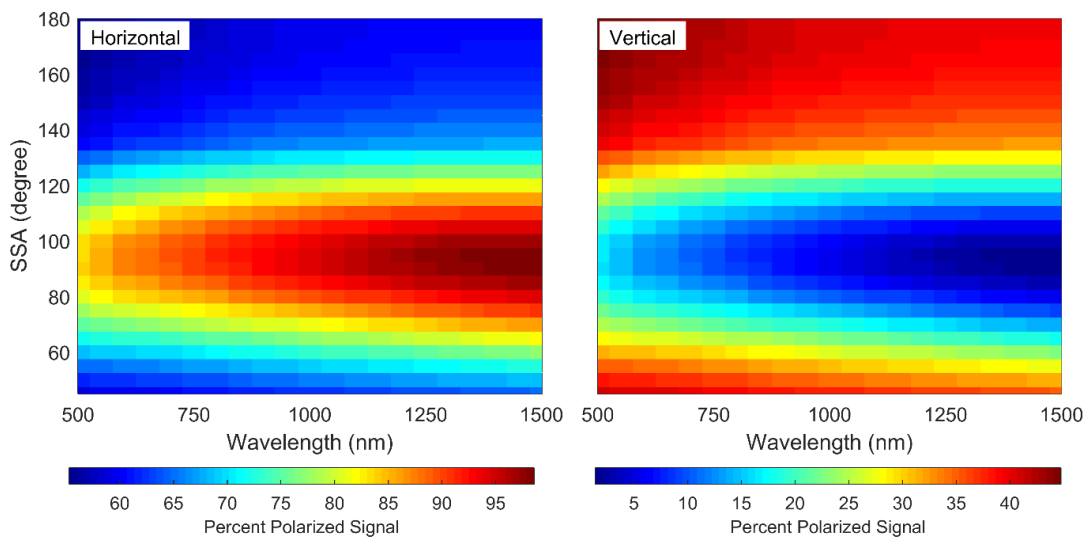 Horizontal
Vertical
180
160
140
120
100
80
60
SSA (degree)
500 750 1000 1250 1500
500 750 1000 1250 1500
Wavelength (nm)
Wavelength (nm)
60 65 70 75 80 85 90 95
5 10 15 20 25 30 35 40
Percent Polarized Signal
Percent Polarized Signal